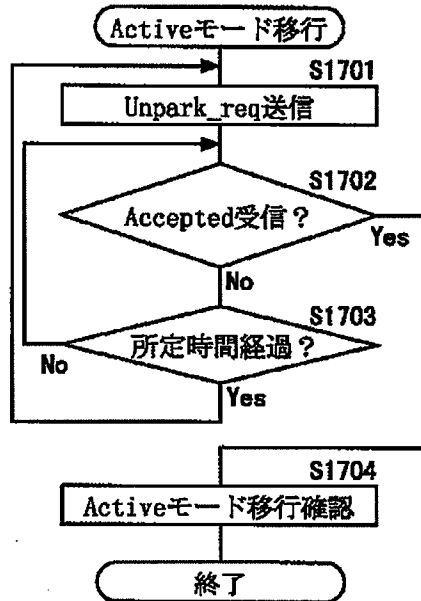 Activeモード移行
S1701
Unpark_req送信
S1702
Accepted受信？
Yes
No
S1703
所定時間経過？
No
Yes
S1704
Activeモード移行確認
終了